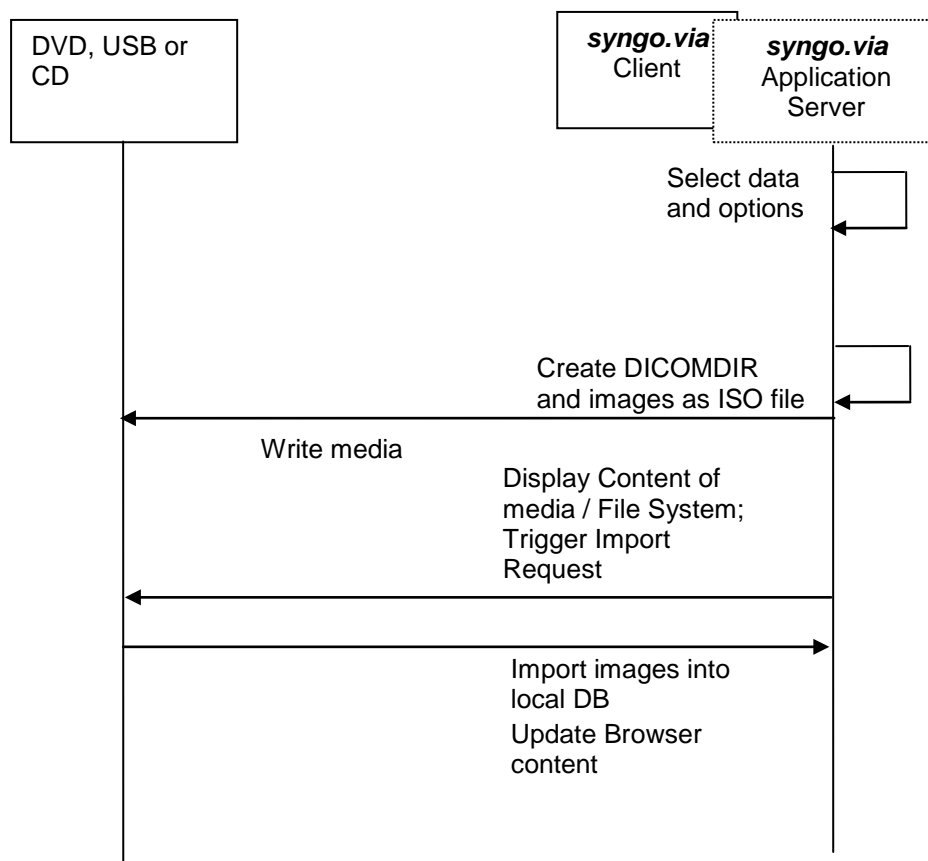 DVD, USB or
CD
syngo.via
Client
syngo.via
Application
Server
Select data
and options
Create DICOMDIR
and images as ISO file
Write media
Display Content of
media / File System;
Trigger Import
Request
Import images into
local DB
Update Browser
content